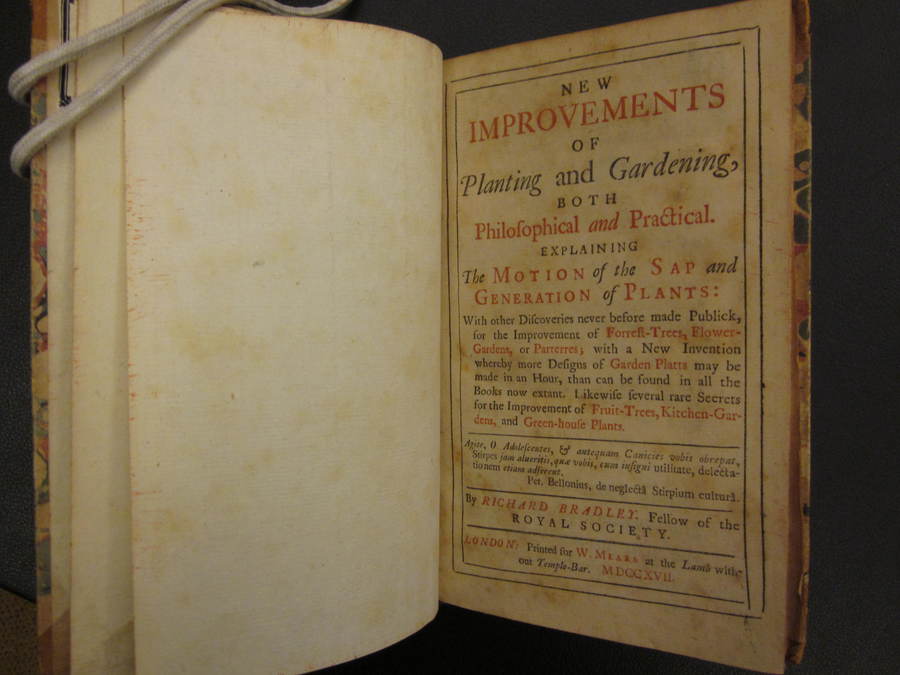 NEW
IMPROVEMENTS
OF
Planting and Gardening,
BOTH
Philoſophical and Practical.
EXPLAINING
The MOTION of the SAP and
GENERATION of PLANTS:
With other Diſcoveries never before made Publick,
for the Improvement of Forreſt-Trees, Flower-
Gardens, or Parterres; with a New Invention
whereby more Deſigns of Garden Platts may be
made in an Hour, than can be found in all the
Books now extant. Likewiſe ſeveral rare Secrets
for the Improvement of Fruit-Trees, Kitchen-Gar-
dens, and Green-houſe Plants.
Agite, O Adoleſcentes, & antequam Canicies vobis obrepat,
Stirpes jam alueritis, quæ vobis, cum inſigni utilitate, delecta-
tionem etiam adferent.
Pet. Bellonius, de neglectâ Stirpium culturâ.
By RICHARD BRADLEY. Fellow of the
ROYAL SOCIETY.
LONDON: Printed for W. MEARS at the Lamb with-
out Temple-Bar. MDCCXVII.